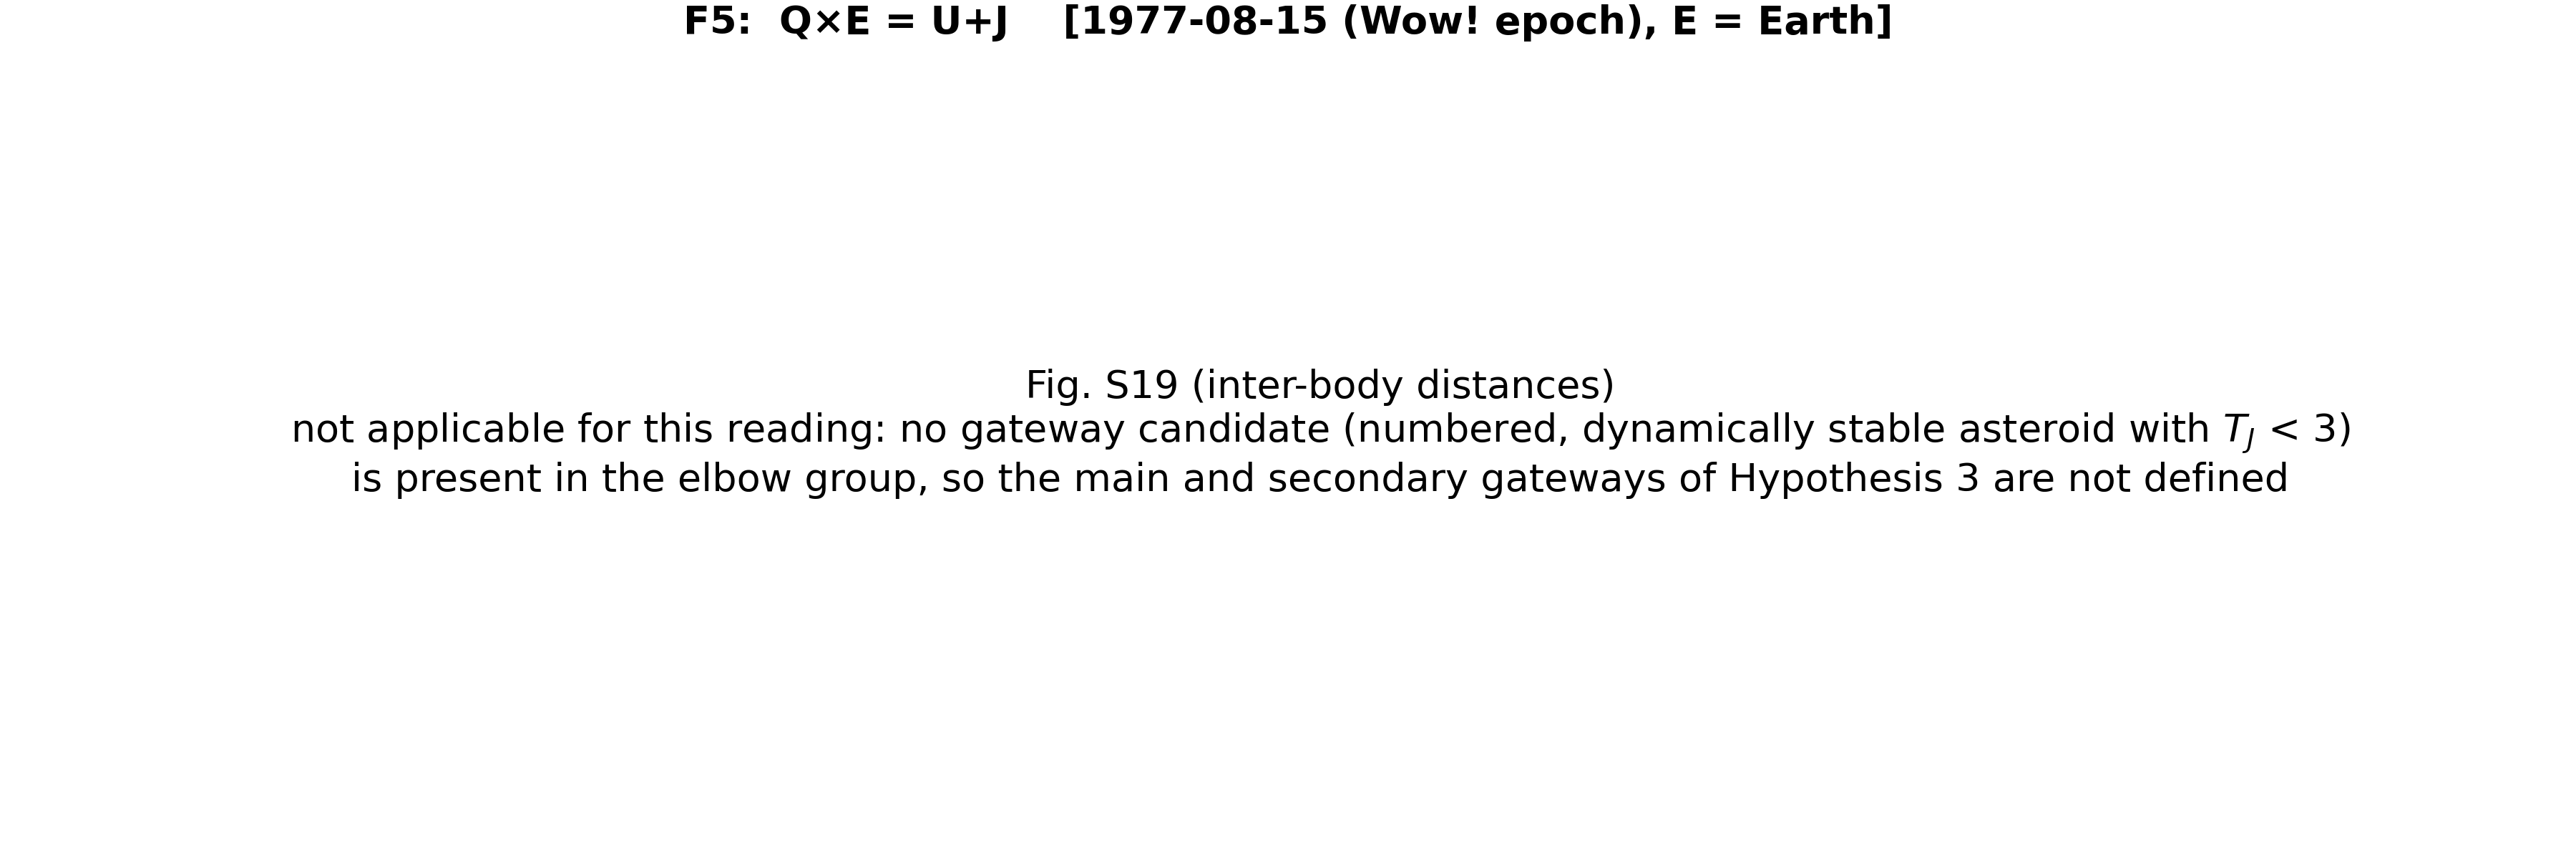 F5:  Q×E = U+J    [1977-08-15 (Wow! epoch), E = Earth]
Fig. S19 (inter-body distances)
not applicable for this reading: no gateway candidate (numbered, dynamically stable asteroid with T_J < 3)
is present in the elbow group, so the main and secondary gateways of Hypothesis 3 are not defined